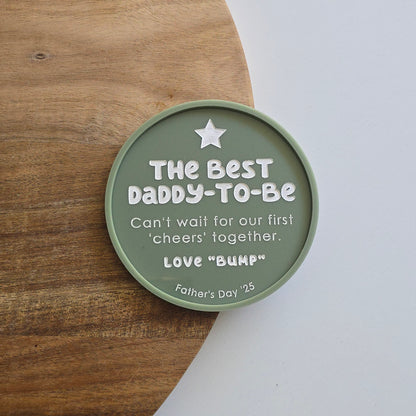 THE BEST
DADDY-TO-BE
Can't wait for our first
'cheers' together.
LOVE "BUMP"
Father's Day '25